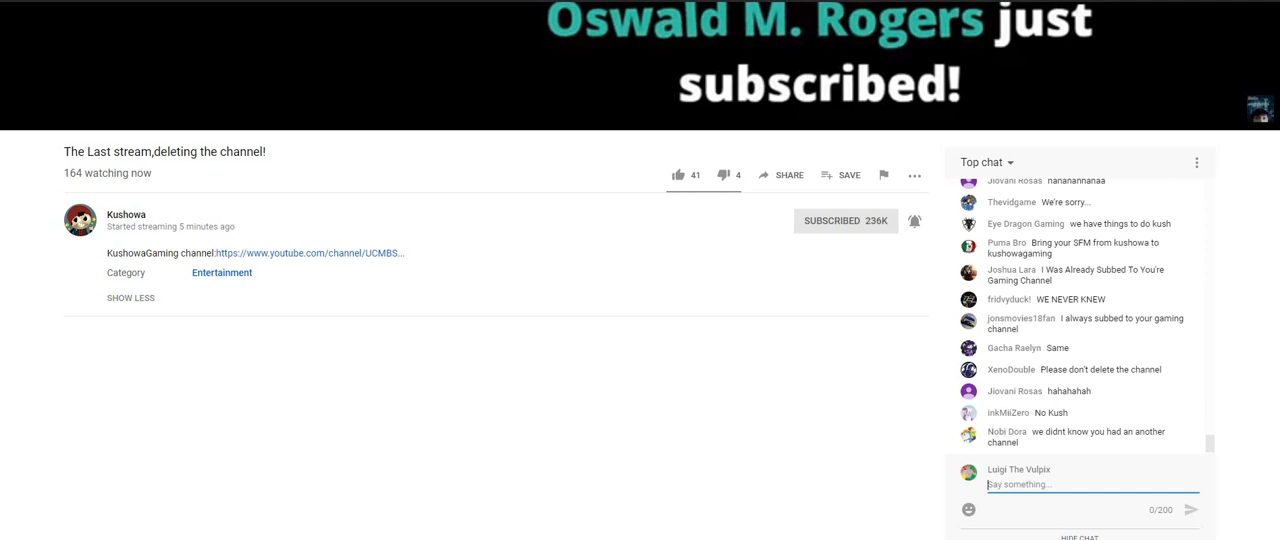 Oswald M. Rogers just
subscribed!
The Last stream,deleting the channel!
164 watching now
41
4
SHARE
SAVE
Kushowa
Started streaming 5 minutes ago
SUBSCRIBED 236K
KushowaGaming channel:https://www.youtube.com/channel/UCMBS...
Category
Entertainment
SHOW LESS
Top chat
Jiovani Rosas hahahahhahaa
Thevidgame We're sorry...
Eye Dragon Gaming we have things to do kush
Puma Bro Bring your SFM from kushowa to
kushowagaming
Joshua Lara I Was Already Subbed To You're
Gaming Channel
fridvyduck! WE NEVER KNEW
jonsmovies18fan I always subbed to your gaming
channel
Gacha Raelyn Same
XenoDouble Please don't delete the channel
Jiovani Rosas hahahahah
inkMiiZero No Kush
Nobi Dora we didnt know you had an another
channel
Luigi The Vulpix
Say something...
0/200
HIDE CHAT